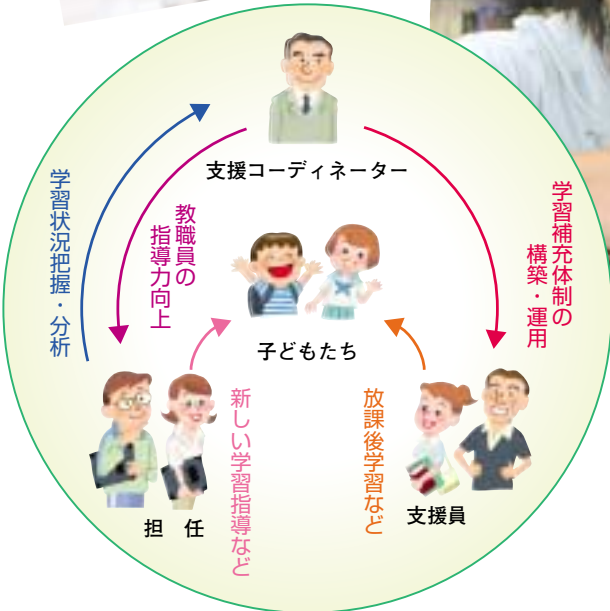 支援コーディネーター
学習状況把握・分析
教職員の
指導力向上
学習補充体制の
構築・運用
子どもたち
新しい学習指導など
放課後学習など
担 任
支援員